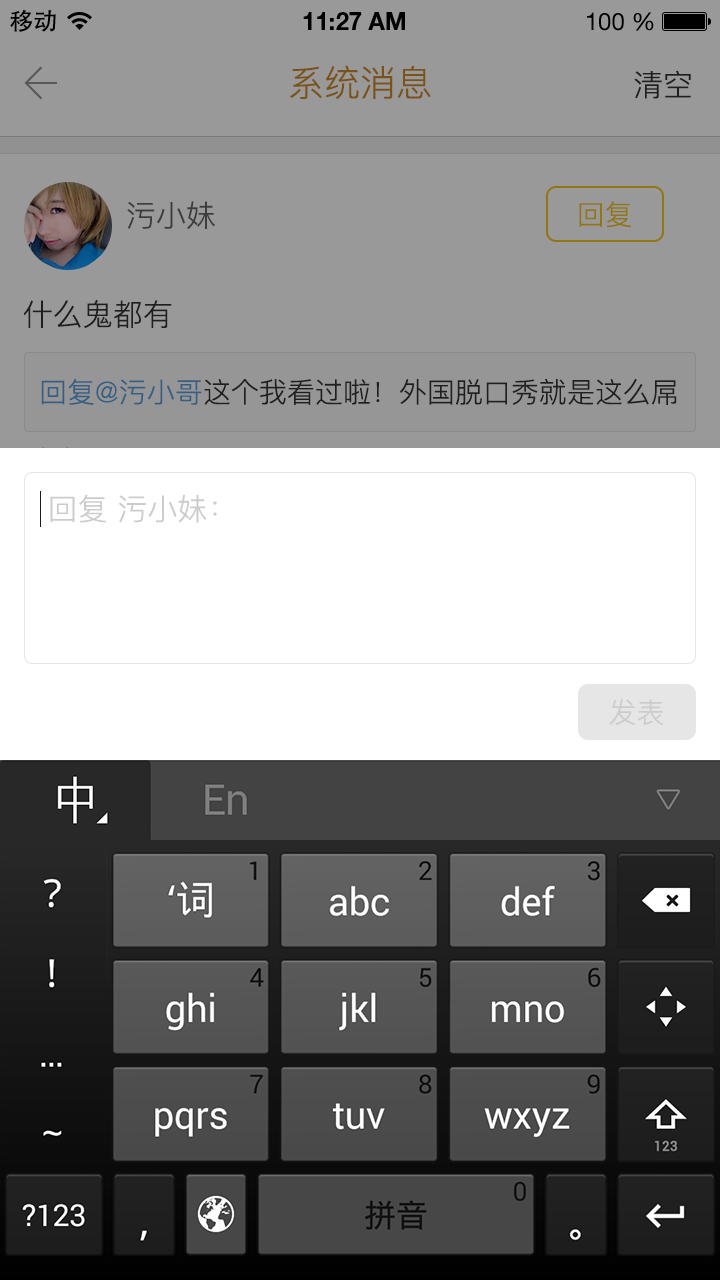 移动 11:27 AM 100 %
系统消息 清空
污小妹 回复
什么鬼都有
回复@污小哥这个我看过啦！外国脱口秀就是这么屌
回复 污小妹：
发表
中 En
? ‘词 1 abc 2 def 3
! ghi 4 jkl 5 mno 6
...
pqrs 7 tuv 8 wxyz 9
~ 123
?123 , 拼音 0 。